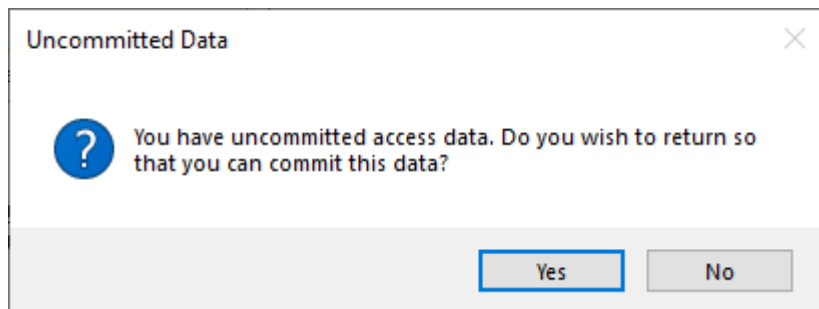 Uncommitted Data
You have uncommitted access data. Do you wish to return so
that you can commit this data?
Yes
No